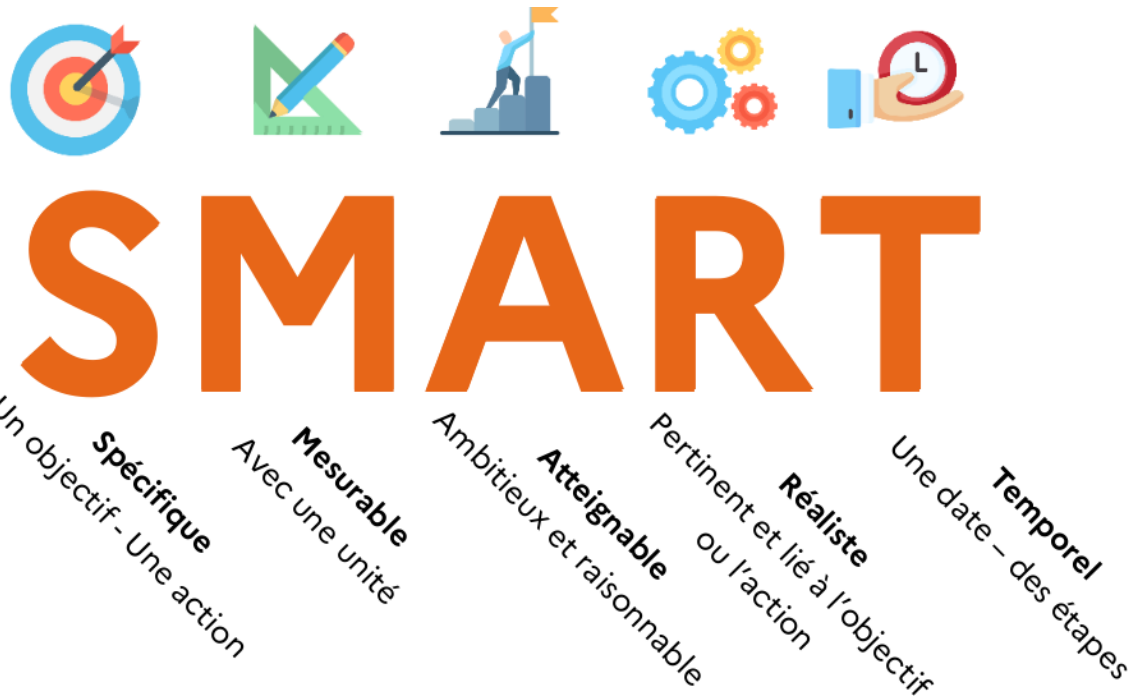 SMART
Spécifique
Un objectif - Une action
Mesurable
Avec une unité
Atteignable
Ambitieux et raisonnable
Réaliste
Pertinent et lié à l'objectif
ou l'action
Temporel
Une date – des étapes